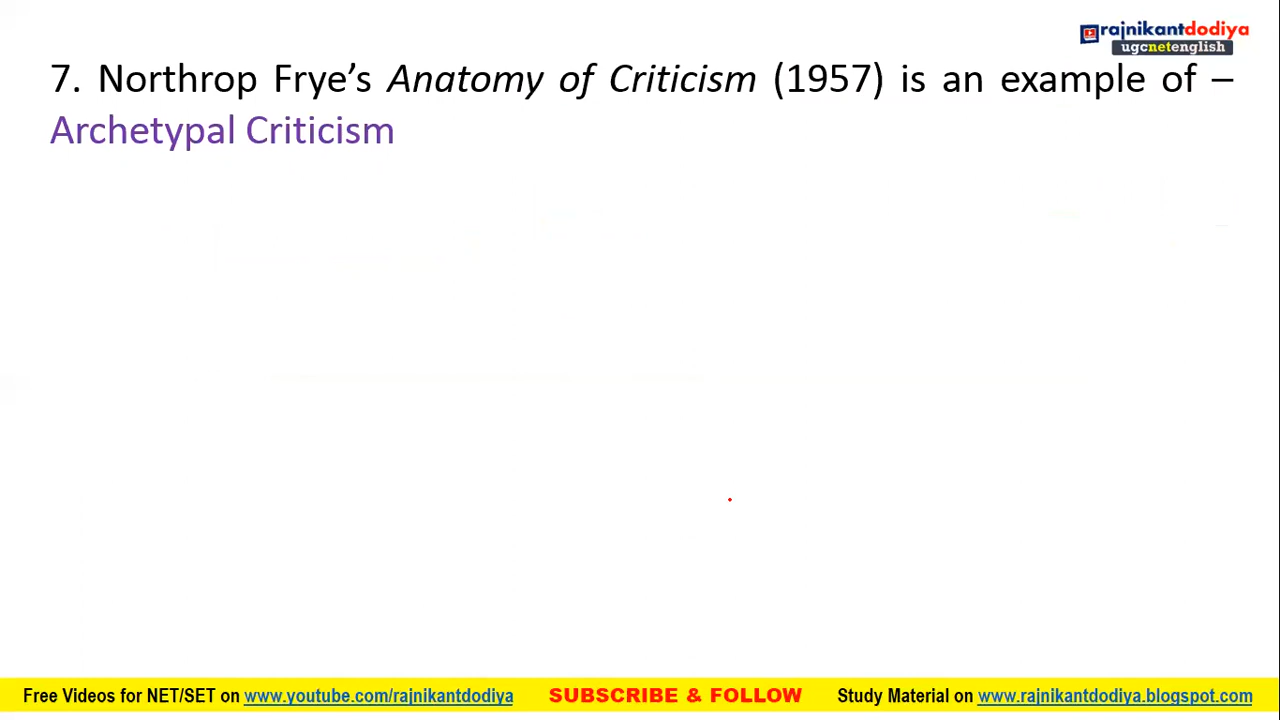 rajnikantdodiya
ugcnetenglish
7. Northrop Frye’s Anatomy of Criticism (1957) is an example of –
Archetypal Criticism
Free Videos for NET/SET on www.youtube.com/rajnikantdodiya SUBSCRIBE & FOLLOW Study Material on www.rajnikantdodiya.blogspot.com